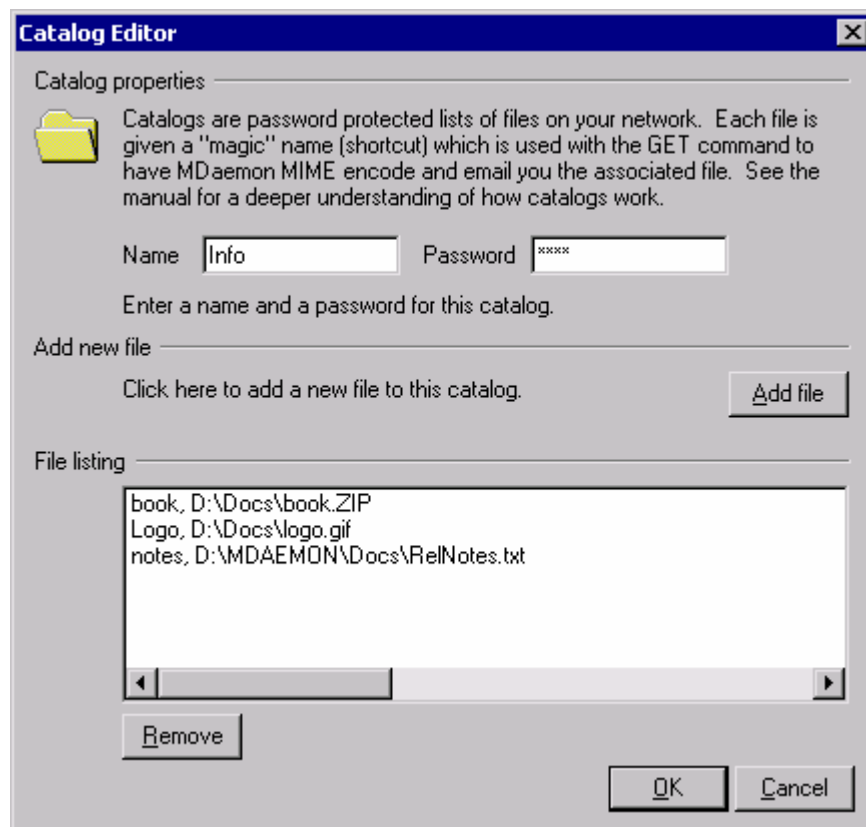 Catalog Editor
Catalog properties
Catalogs are password protected lists of files on your network.  Each file is
given a "magic" name (shortcut) which is used with the GET command to
have MDaemon MIME encode and email you the associated file.  See the
manual for a deeper understanding of how catalogs work.
Name Info Password ****
Enter a name and a password for this catalog.
Add new file
Click here to add a new file to this catalog. Add file
File listing
book, D:\Docs\book.ZIP
Logo, D:\Docs\logo.gif
notes, D:\MDAEMON\Docs\RelNotes.txt
Remove
OK Cancel